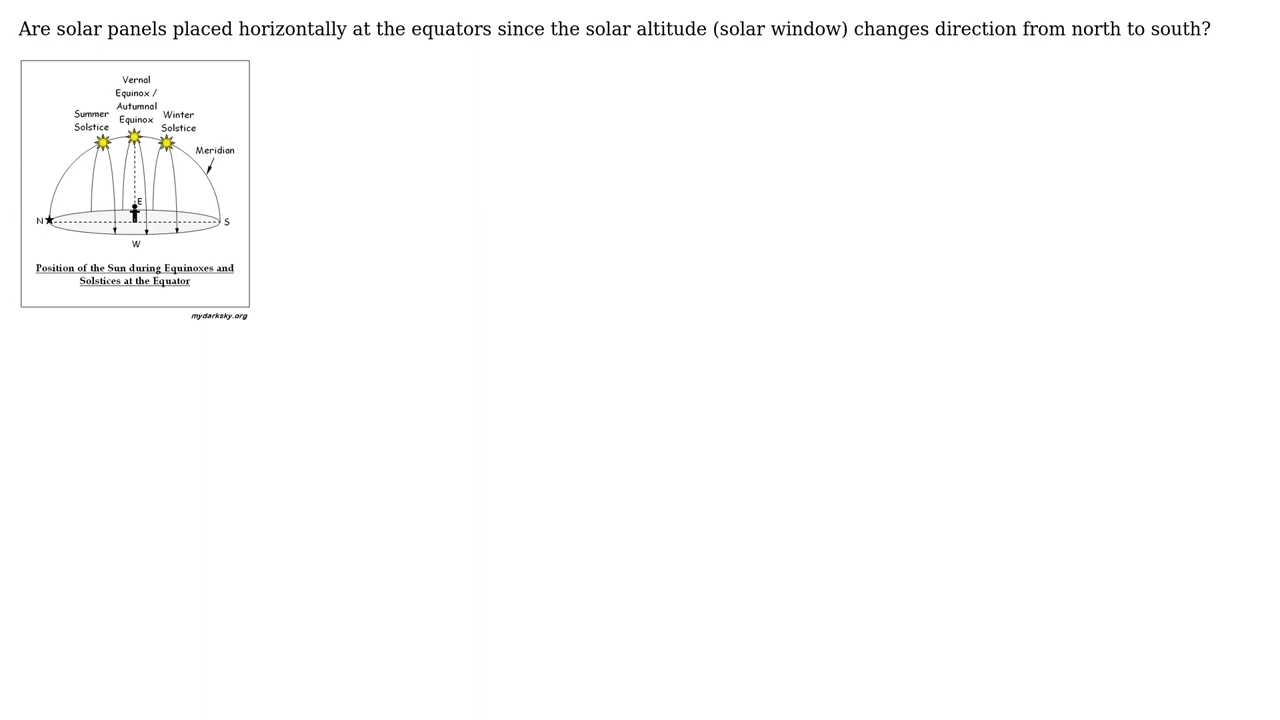 Are solar panels placed horizontally at the equators since the solar altitude (solar window) changes direction from north to south?
Vernal
Equinox /
Autumnal
Equinox
Summer
Solstice
Winter
Solstice
Meridian
E
N
S
W
Position of the Sun during Equinoxes and
Solstices at the Equator
mydarksky.org